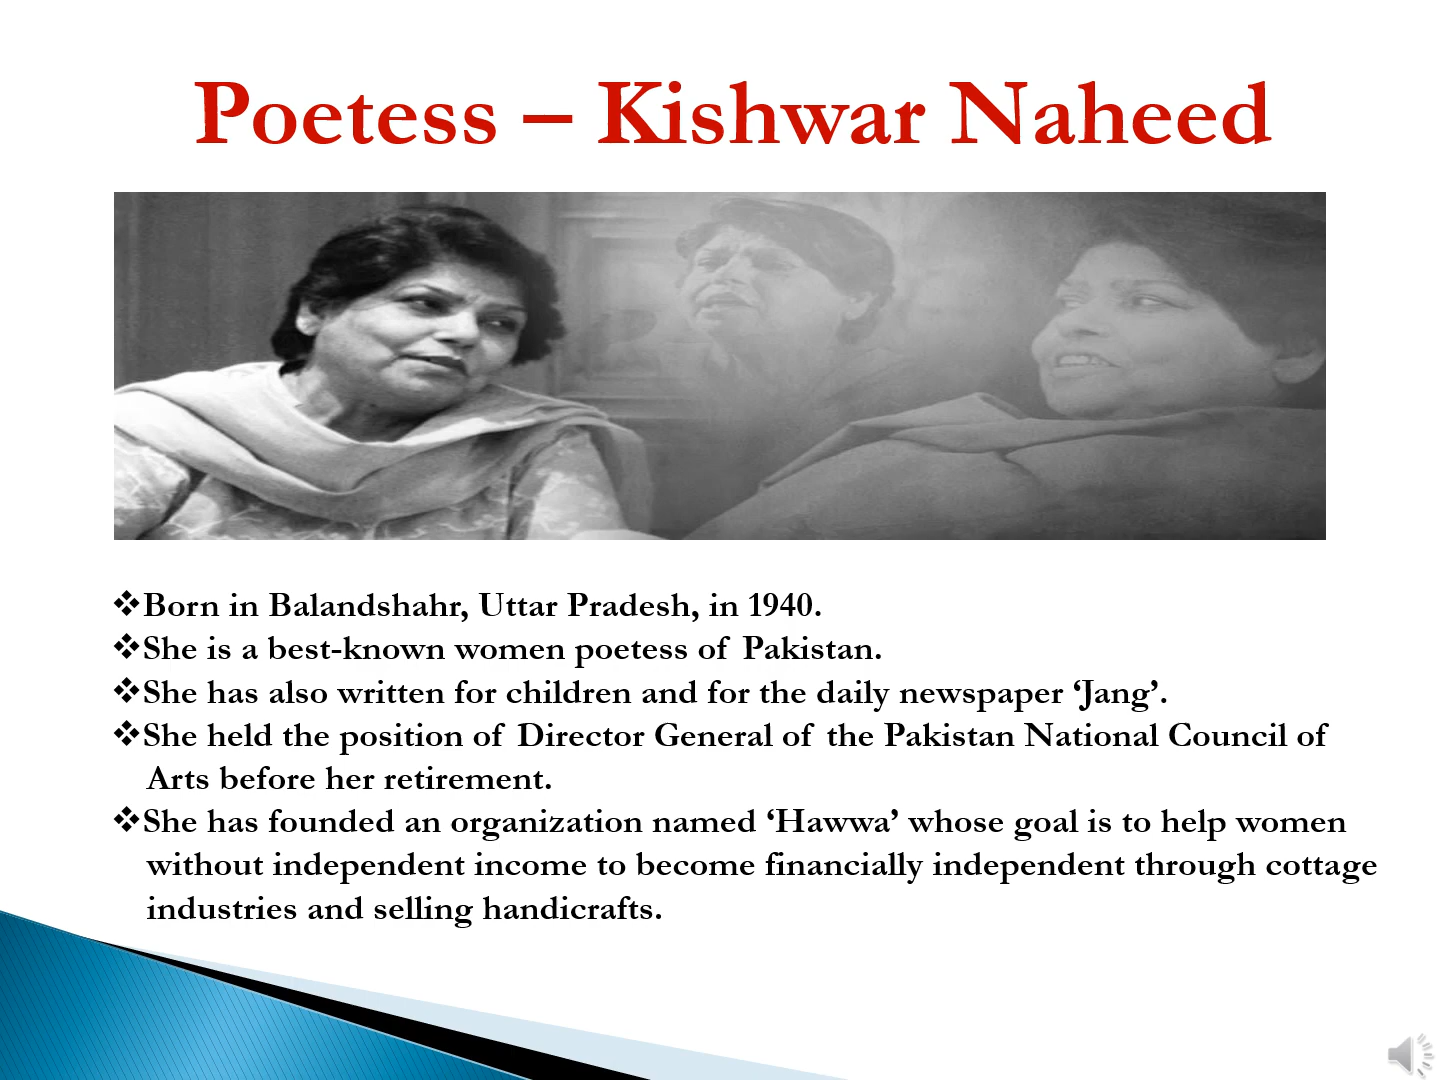 Poetess – Kishwar Naheed
❖Born in Balandshahr, Uttar Pradesh, in 1940.
❖She is a best-known women poetess of Pakistan.
❖She has also written for children and for the daily newspaper ‘Jang’.
❖She held the position of Director General of the Pakistan National Council of
Arts before her retirement.
❖She has founded an organization named ‘Hawwa’ whose goal is to help women
without independent income to become financially independent through cottage
industries and selling handicrafts.